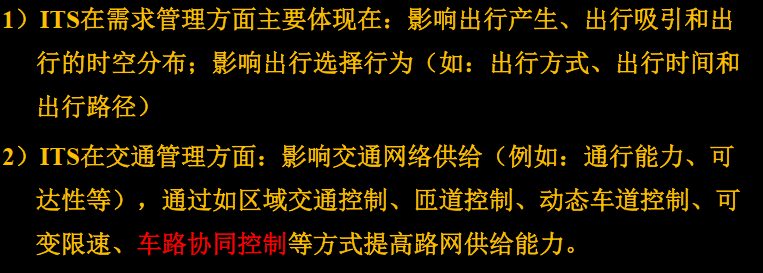 1）ITS在需求管理方面主要体现在：影响出行产生、出行吸引和出
行的时空分布；影响出行选择行为（如：出行方式、出行时间和
出行路径）
2）ITS在交通管理方面：影响交通网络供给（例如：通行能力、可
达性等），通过如区域交通控制、匝道控制、动态车道控制、可
变限速、车路协同控制等方式提高路网供给能力。